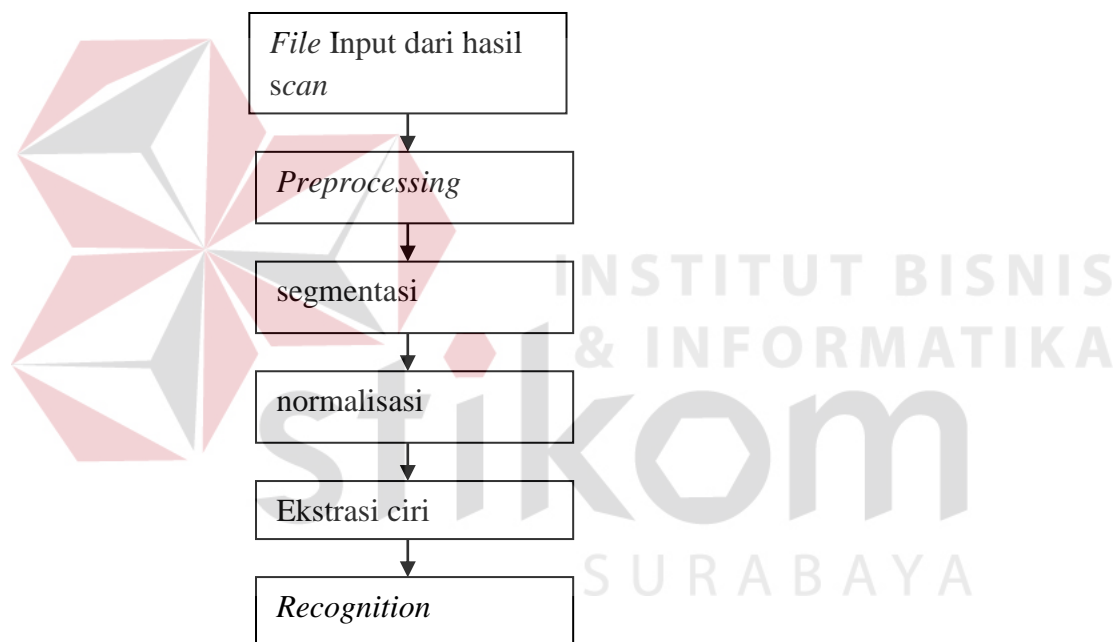 File Input dari hasil
scan
Preprocessing
segmentasi
INSTITUT BISNIS
& INFORMATIKA
normalisasi
stikom
Ekstrasi ciri
SURABAYA
Recognition